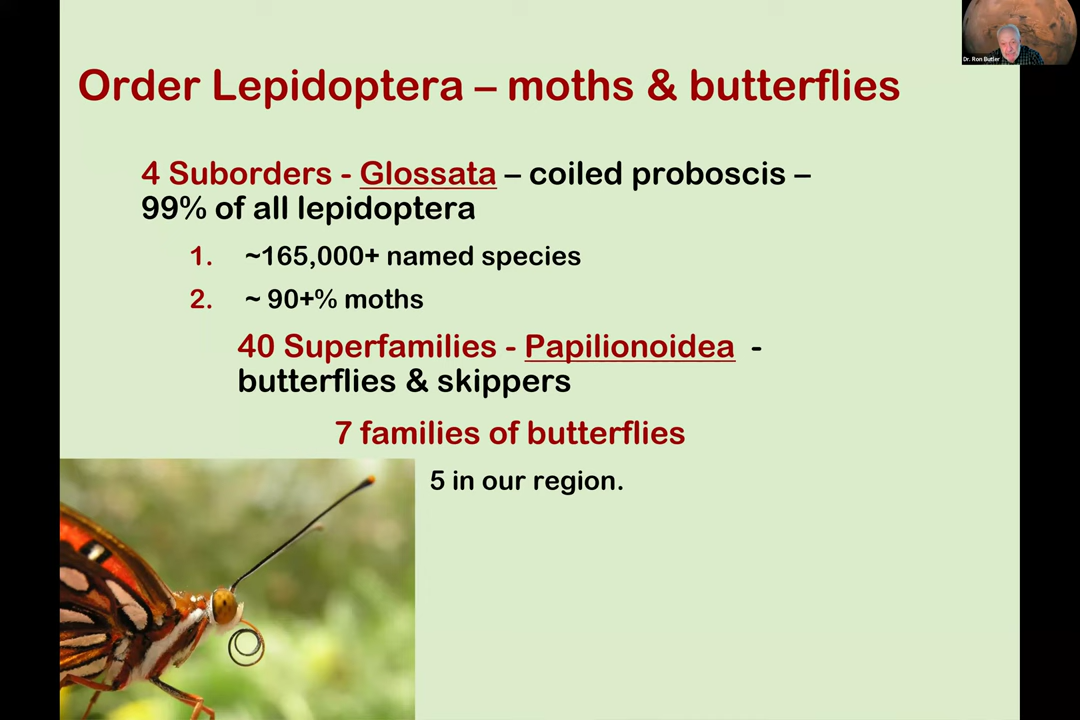 Dr. Ron Butler
Order Lepidoptera – moths & butterflies
4 Suborders - Glossata – coiled proboscis –
99% of all lepidoptera
1. ~165,000+ named species
2. ~ 90+% moths
40 Superfamilies - Papilionoidea -
butterflies & skippers
7 families of butterflies
5 in our region.